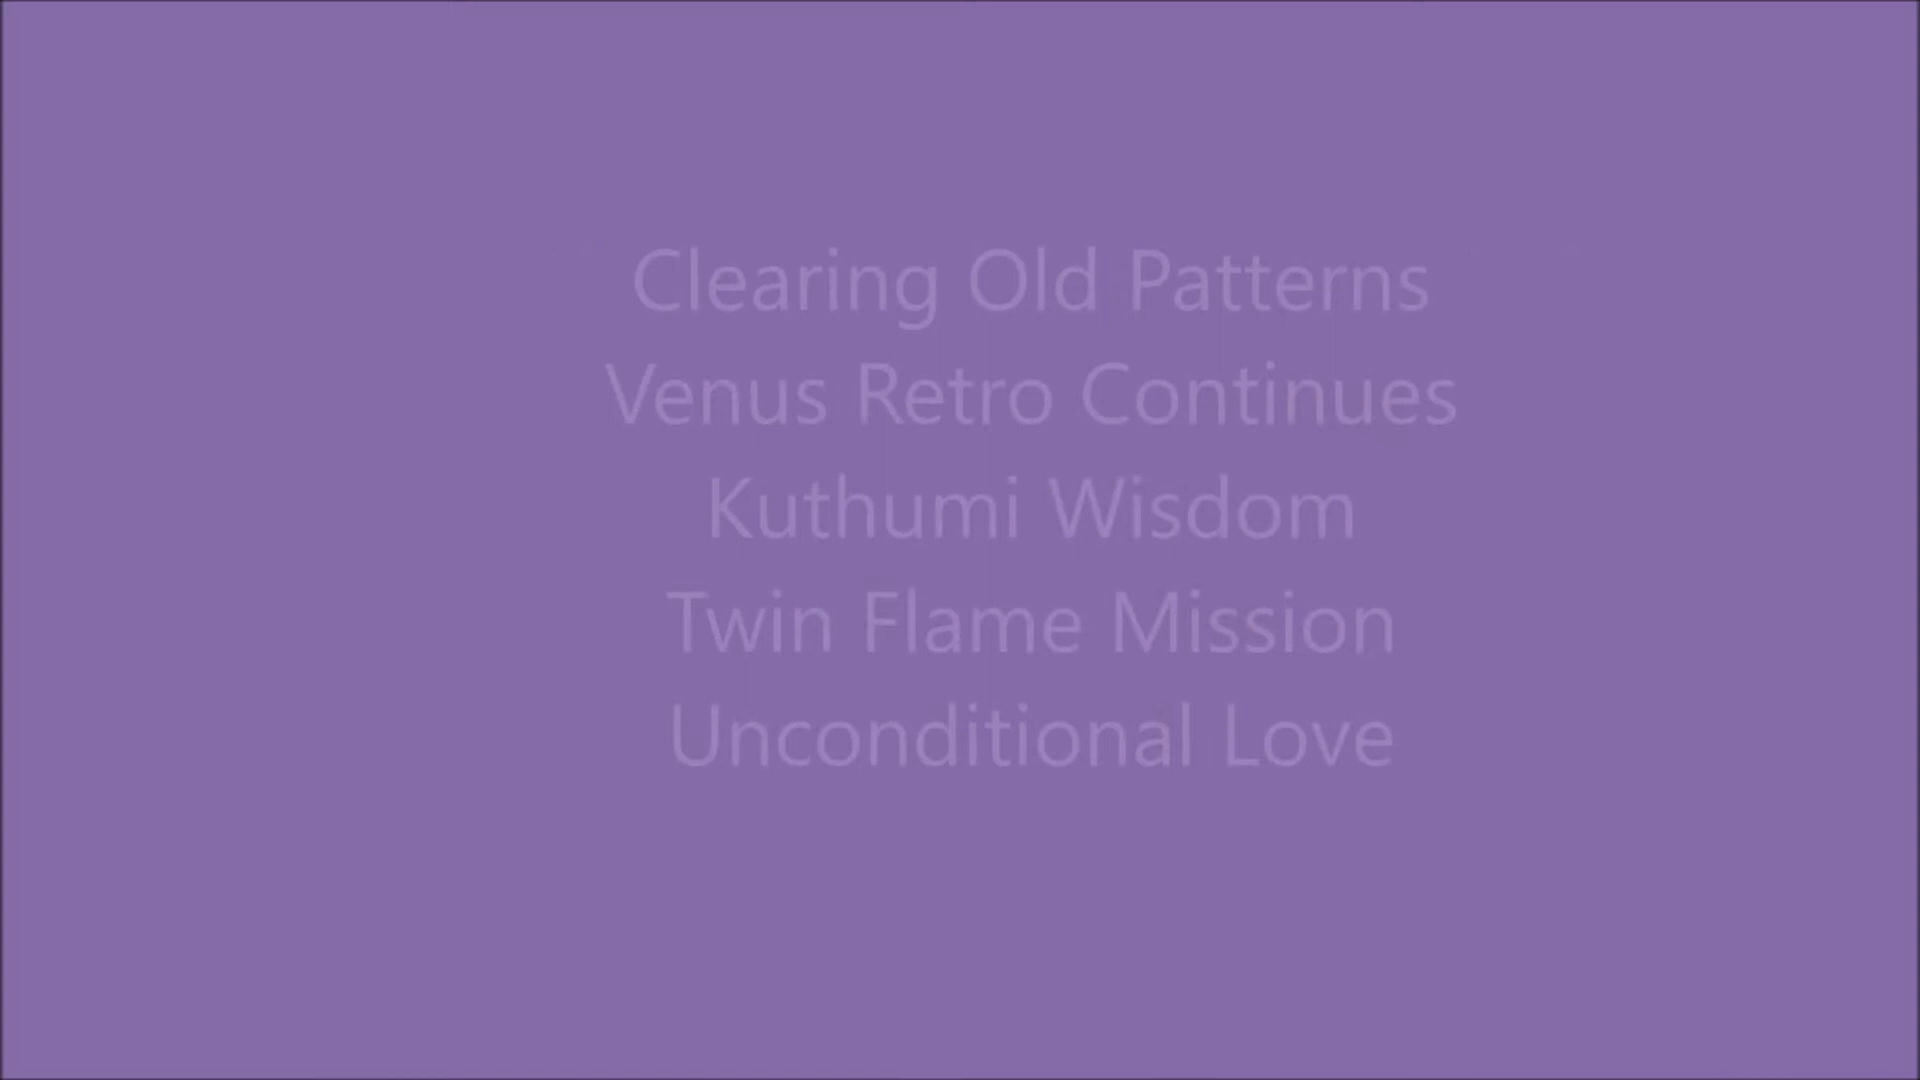 Clearing Old Patterns
Venus Retro Continues
Kuthumi Wisdom
Twin Flame Mission
Unconditional Love